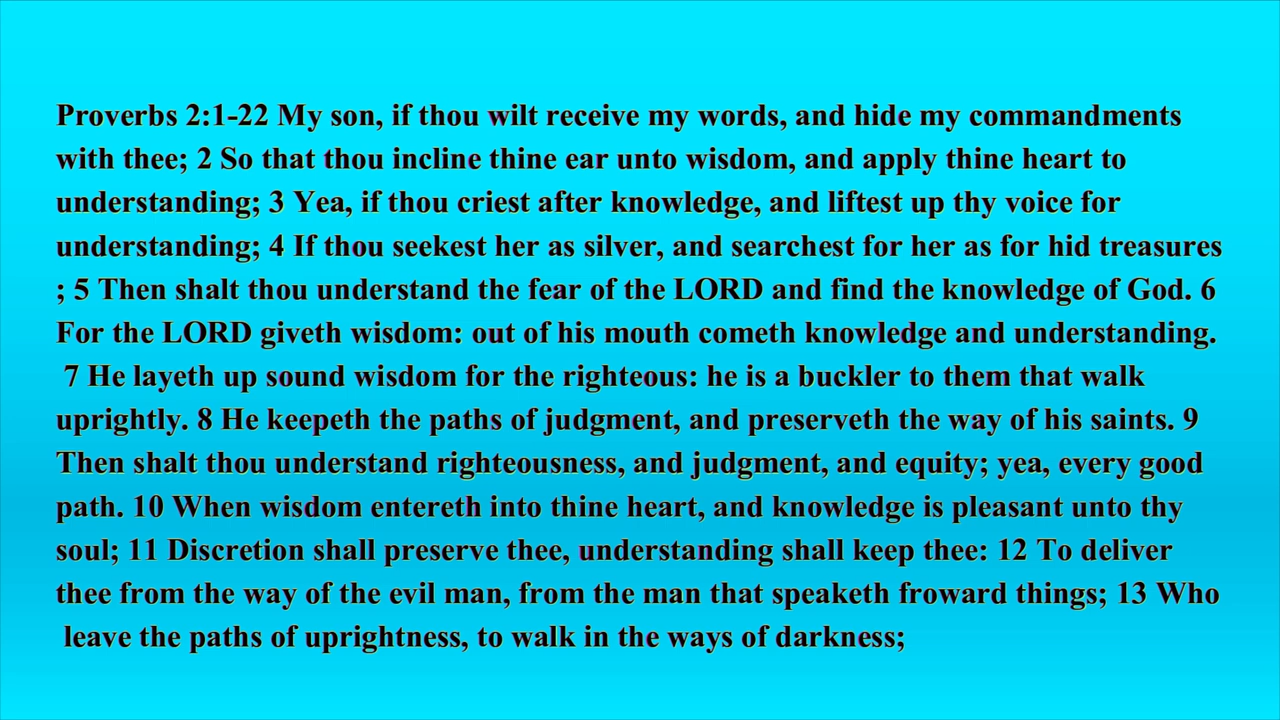 Proverbs 2:1-22 My son, if thou wilt receive my words, and hide my commandments
with thee; 2 So that thou incline thine ear unto wisdom, and apply thine heart to
understanding; 3 Yea, if thou criest after knowledge, and liftest up thy voice for
understanding; 4 If thou seekest her as silver, and searchest for her as for hid treasures
; 5 Then shalt thou understand the fear of the LORD and find the knowledge of God. 6
For the LORD giveth wisdom: out of his mouth cometh knowledge and understanding.
7 He layeth up sound wisdom for the righteous: he is a buckler to them that walk
uprightly. 8 He keepeth the paths of judgment, and preserveth the way of his saints. 9
Then shalt thou understand righteousness, and judgment, and equity; yea, every good
path. 10 When wisdom entereth into thine heart, and knowledge is pleasant unto thy
soul; 11 Discretion shall preserve thee, understanding shall keep thee: 12 To deliver
thee from the way of the evil man, from the man that speaketh froward things; 13 Who
leave the paths of uprightness, to walk in the ways of darkness;